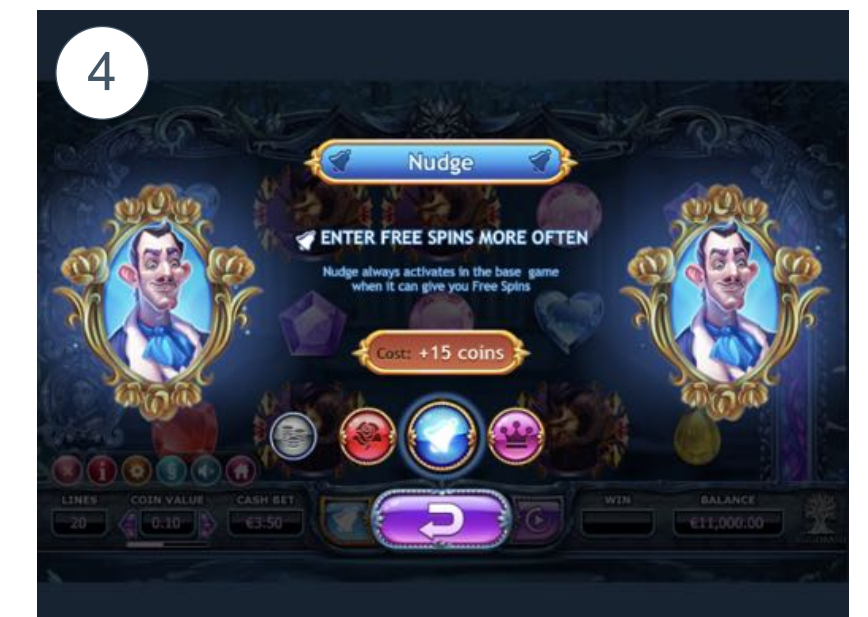 4
Nudge
ENTER FREE SPINS MORE OFTEN
Nudge always activates in the base game
when it can give you Free Spins
Cost: +15 coins
LINES COIN VALUE CASH BET WIN BALANCE
20 0.10 €3.50 €11,000.00